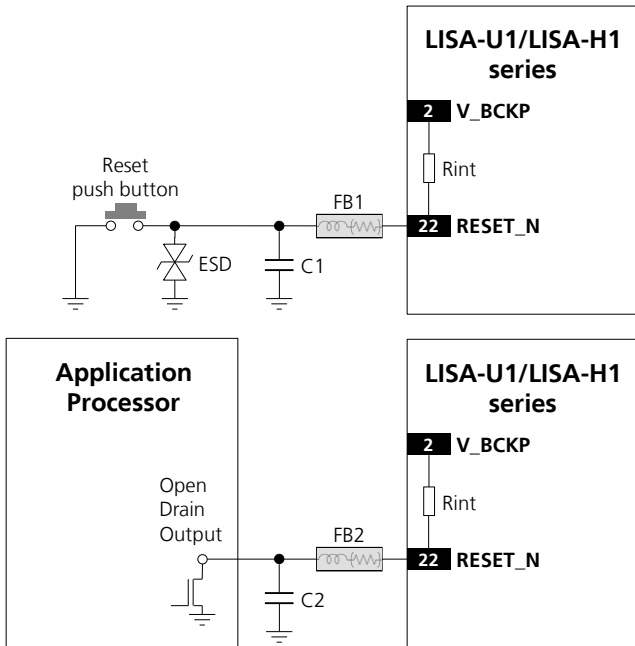 LISA-U1/LISA-H1
series
2 V_BCKP
Rint
Reset
push button
FB1
22 RESET_N
ESD
C1
Application
Processor
LISA-U1/LISA-H1
series
2 V_BCKP
Rint
Open
Drain
Output
FB2
22 RESET_N
C2